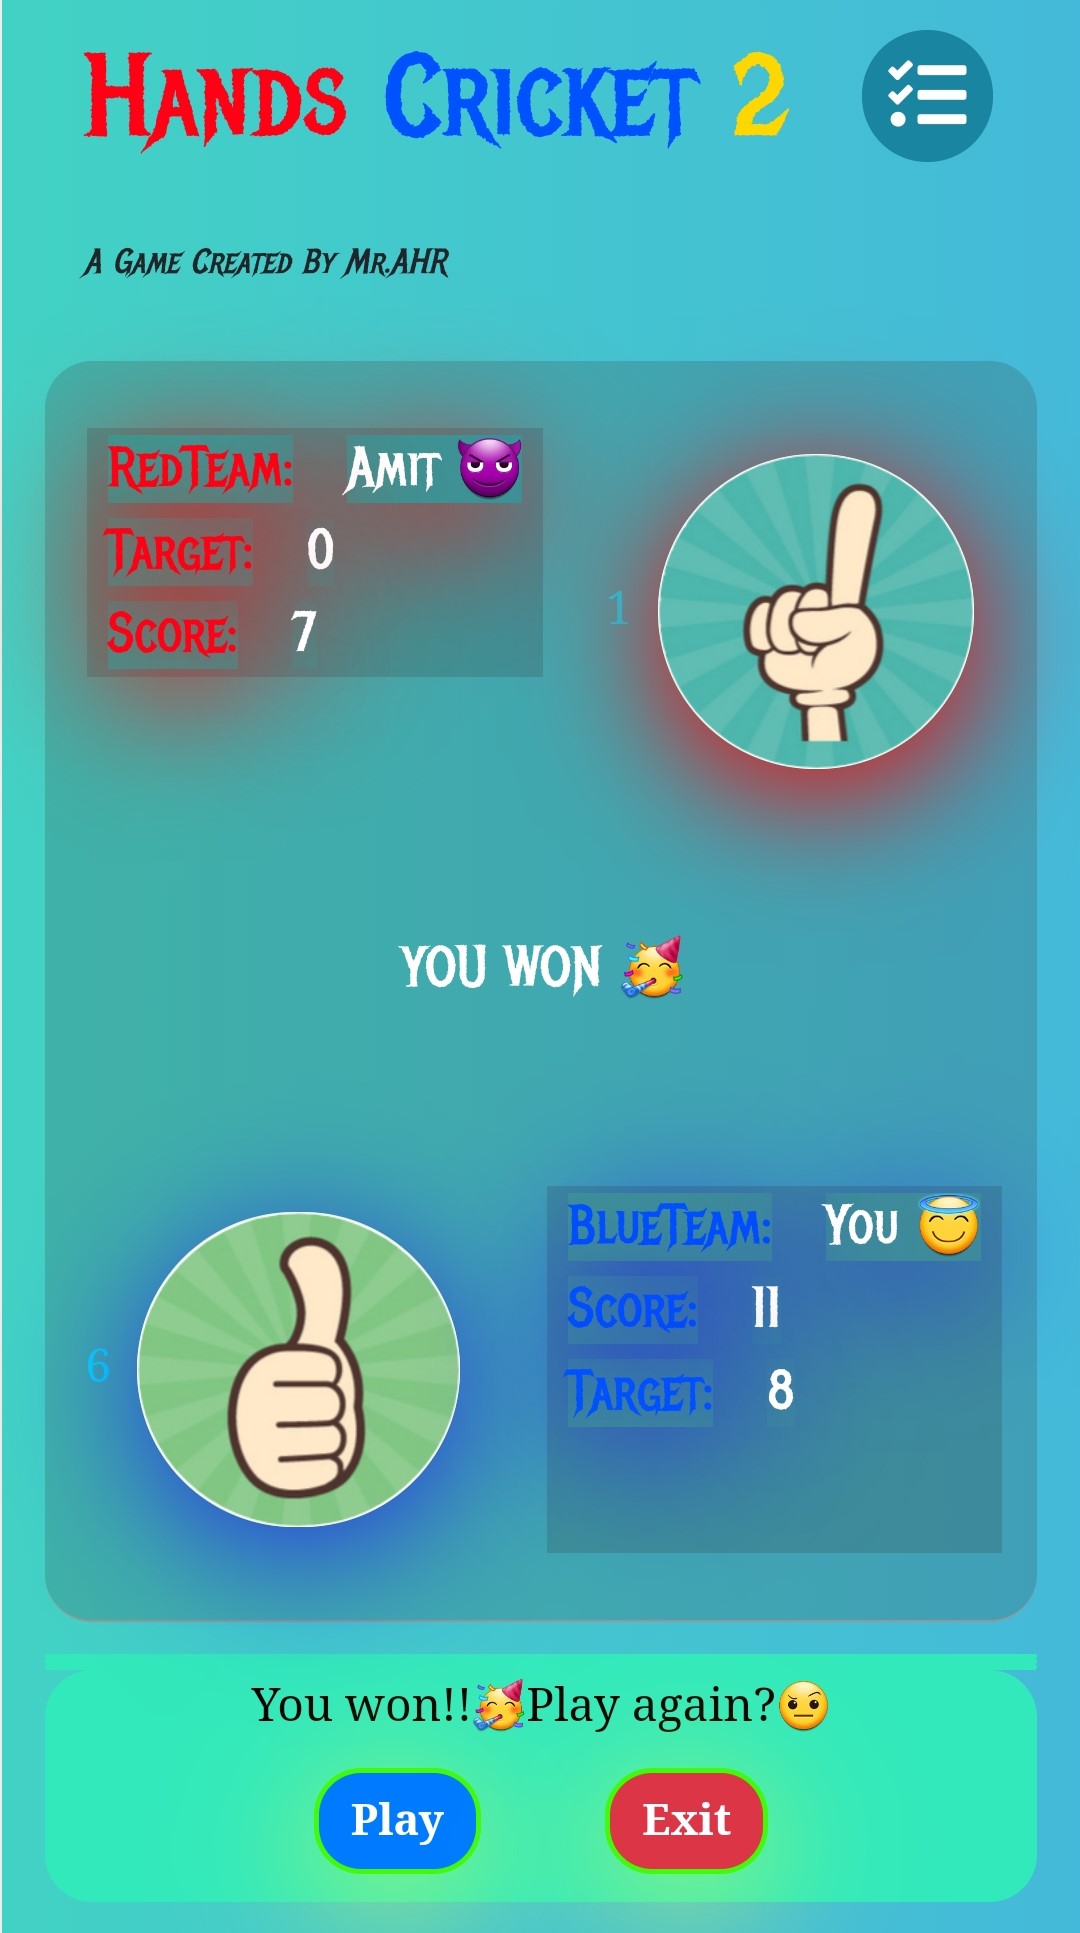 Hands Cricket 2
A Game Created By Mr.AHR
RedTeam: Amit 😈
Target: 0
Score: 7
1
YOU WON 🥳
BlueTeam: You 😇
Score: 11
Target: 8
6
You won!!🥳Play again?🤨
Play Exit